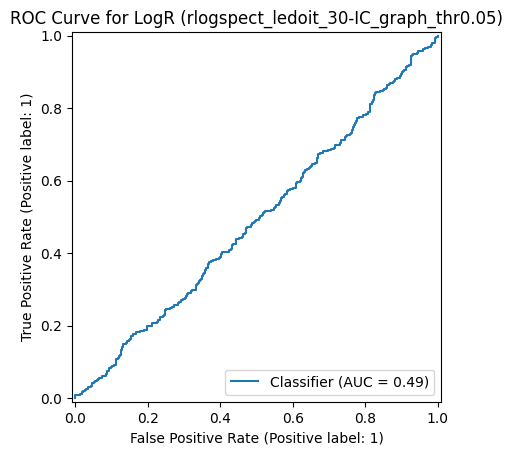 ROC Curve for LogR (rlogspect_ledoit_30-IC_graph_thr0.05)
True Positive Rate (Positive label: 1)
1.0
0.8
0.6
0.4
0.2
0.0
Classifier (AUC = 0.49)
0.0 0.2 0.4 0.6 0.8 1.0
False Positive Rate (Positive label: 1)